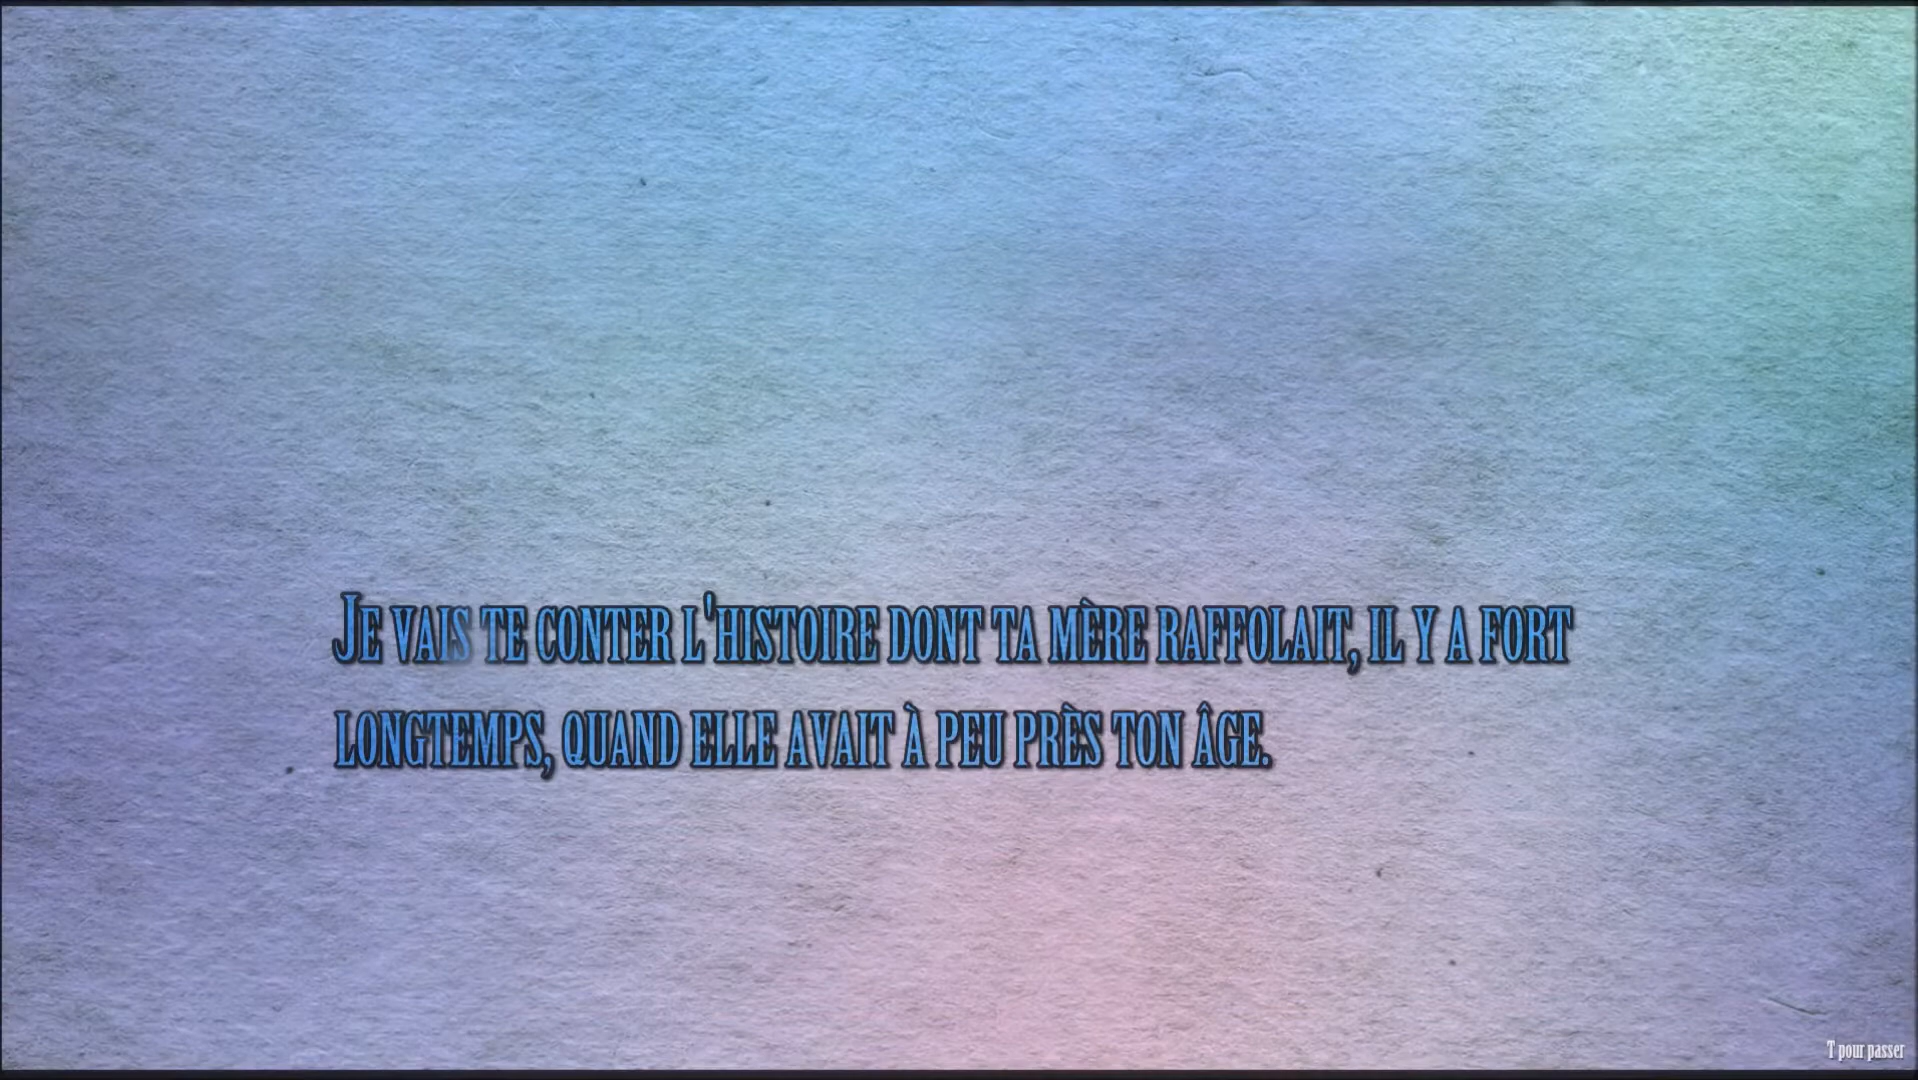 Je vais te conter l'histoire dont ta mère raffolait, il y a fort
longtemps, quand elle avait à peu près ton âge.
T pour passer